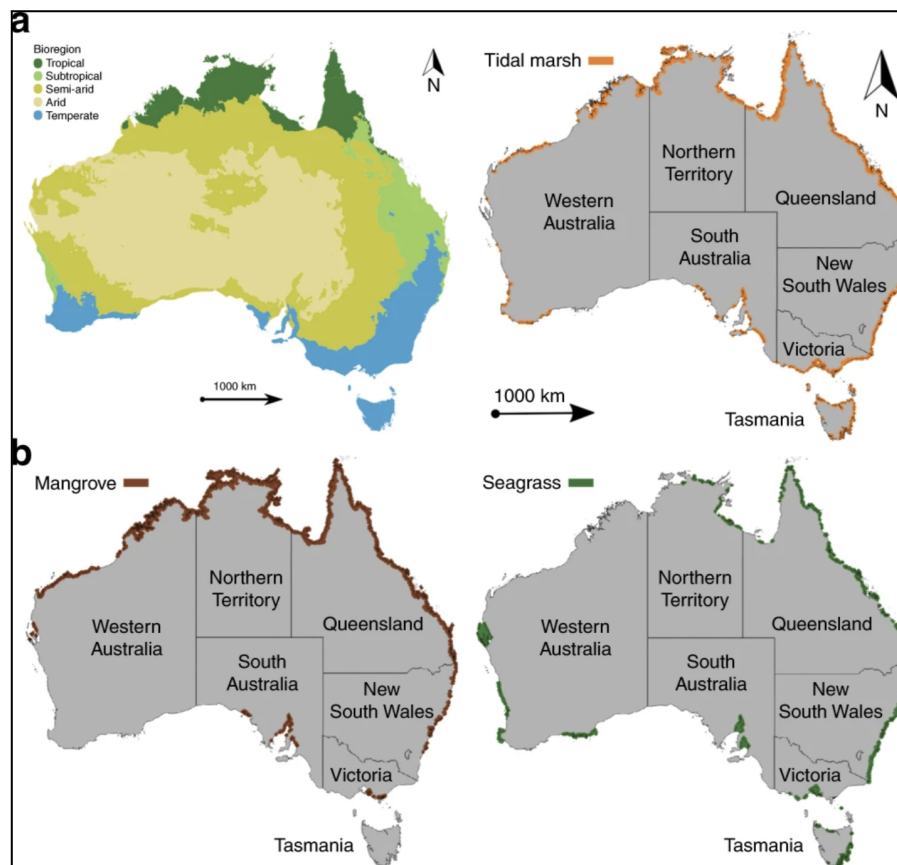 a
Bioregion
Tropical
Subtropical
Semi-arid
Arid
Temperate
N
1000 km
Tidal marsh
N
Northern
Territory
Western
Australia
Queensland
South
Australia
New
South Wales
Victoria
1000 km
Tasmania
b
Mangrove
Northern
Territory
Western
Australia
Queensland
South
Australia
New
South Wales
Victoria
Tasmania
Seagrass
Northern
Territory
Western
Australia
Queensland
South
Australia
New
South Wales
Victoria
Tasmania